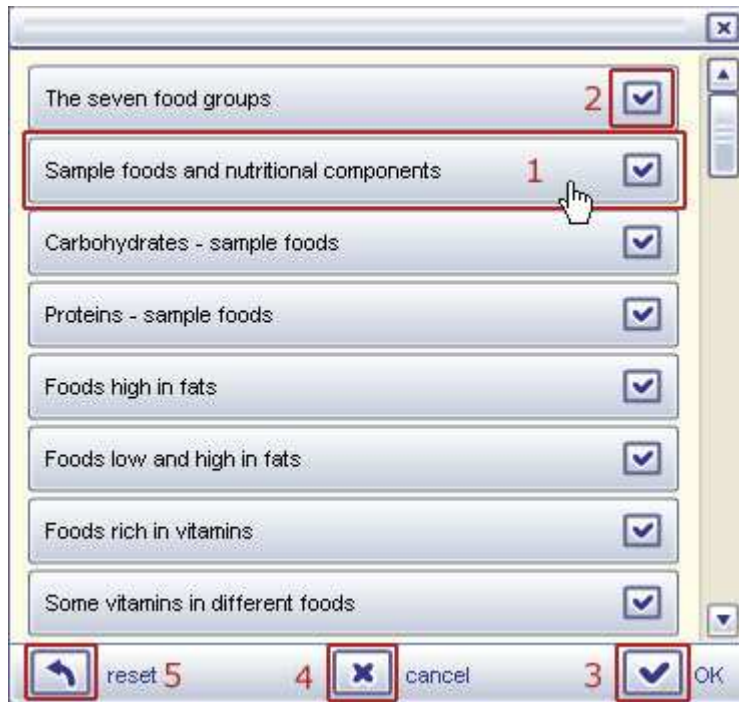 The seven food groups 2
Sample foods and nutritional components 1
Carbohydrates - sample foods
Proteins - sample foods
Foods high in fats
Foods low and high in fats
Foods rich in vitamins
Some vitamins in different foods
reset 5 4 cancel 3 OK